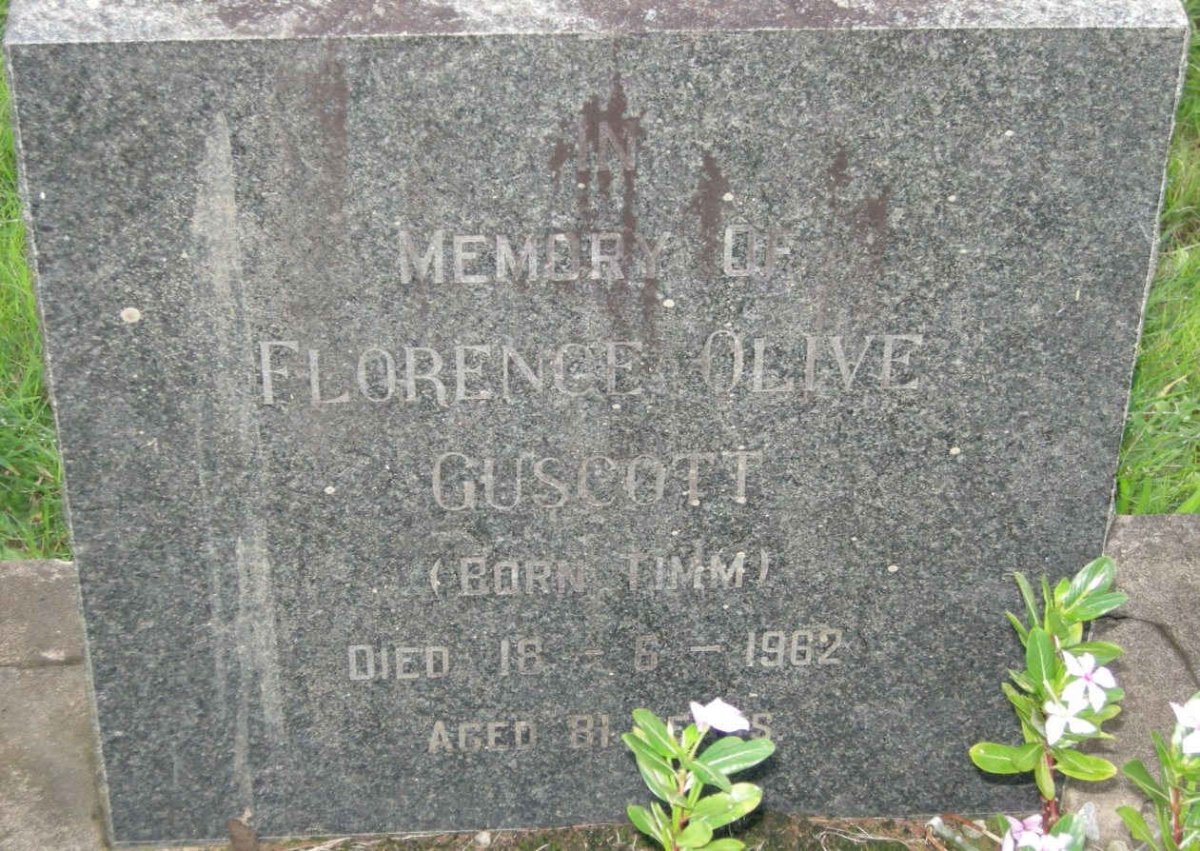 IN
MEMORY OF
FLORENCE OLIVE
GUSCOTT
(BORN TIMM)
DIED 18 - 6 - 1962
AGED 81